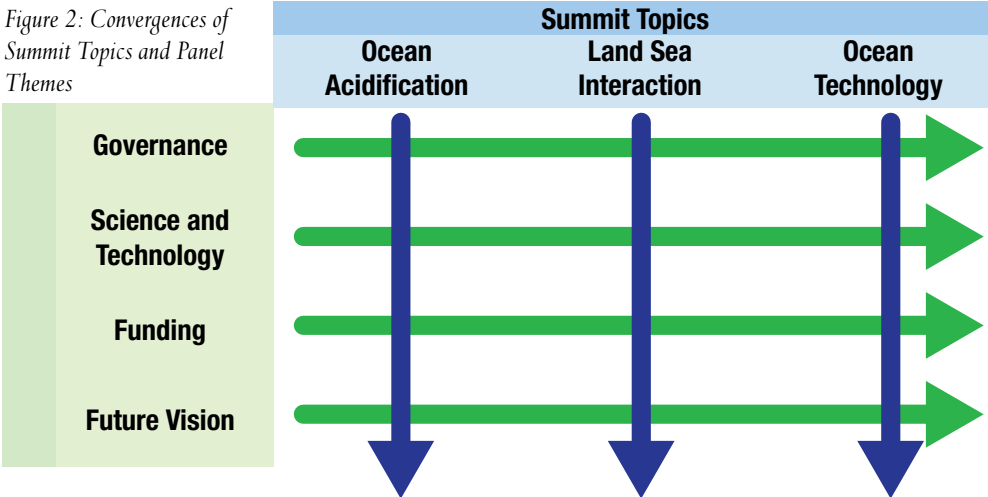 Figure 2: Convergences of
Summit Topics and Panel
Themes
Summit Topics
Ocean
Acidification
Land Sea
Interaction
Ocean
Technology
Governance
Science and
Technology
Funding
Future Vision